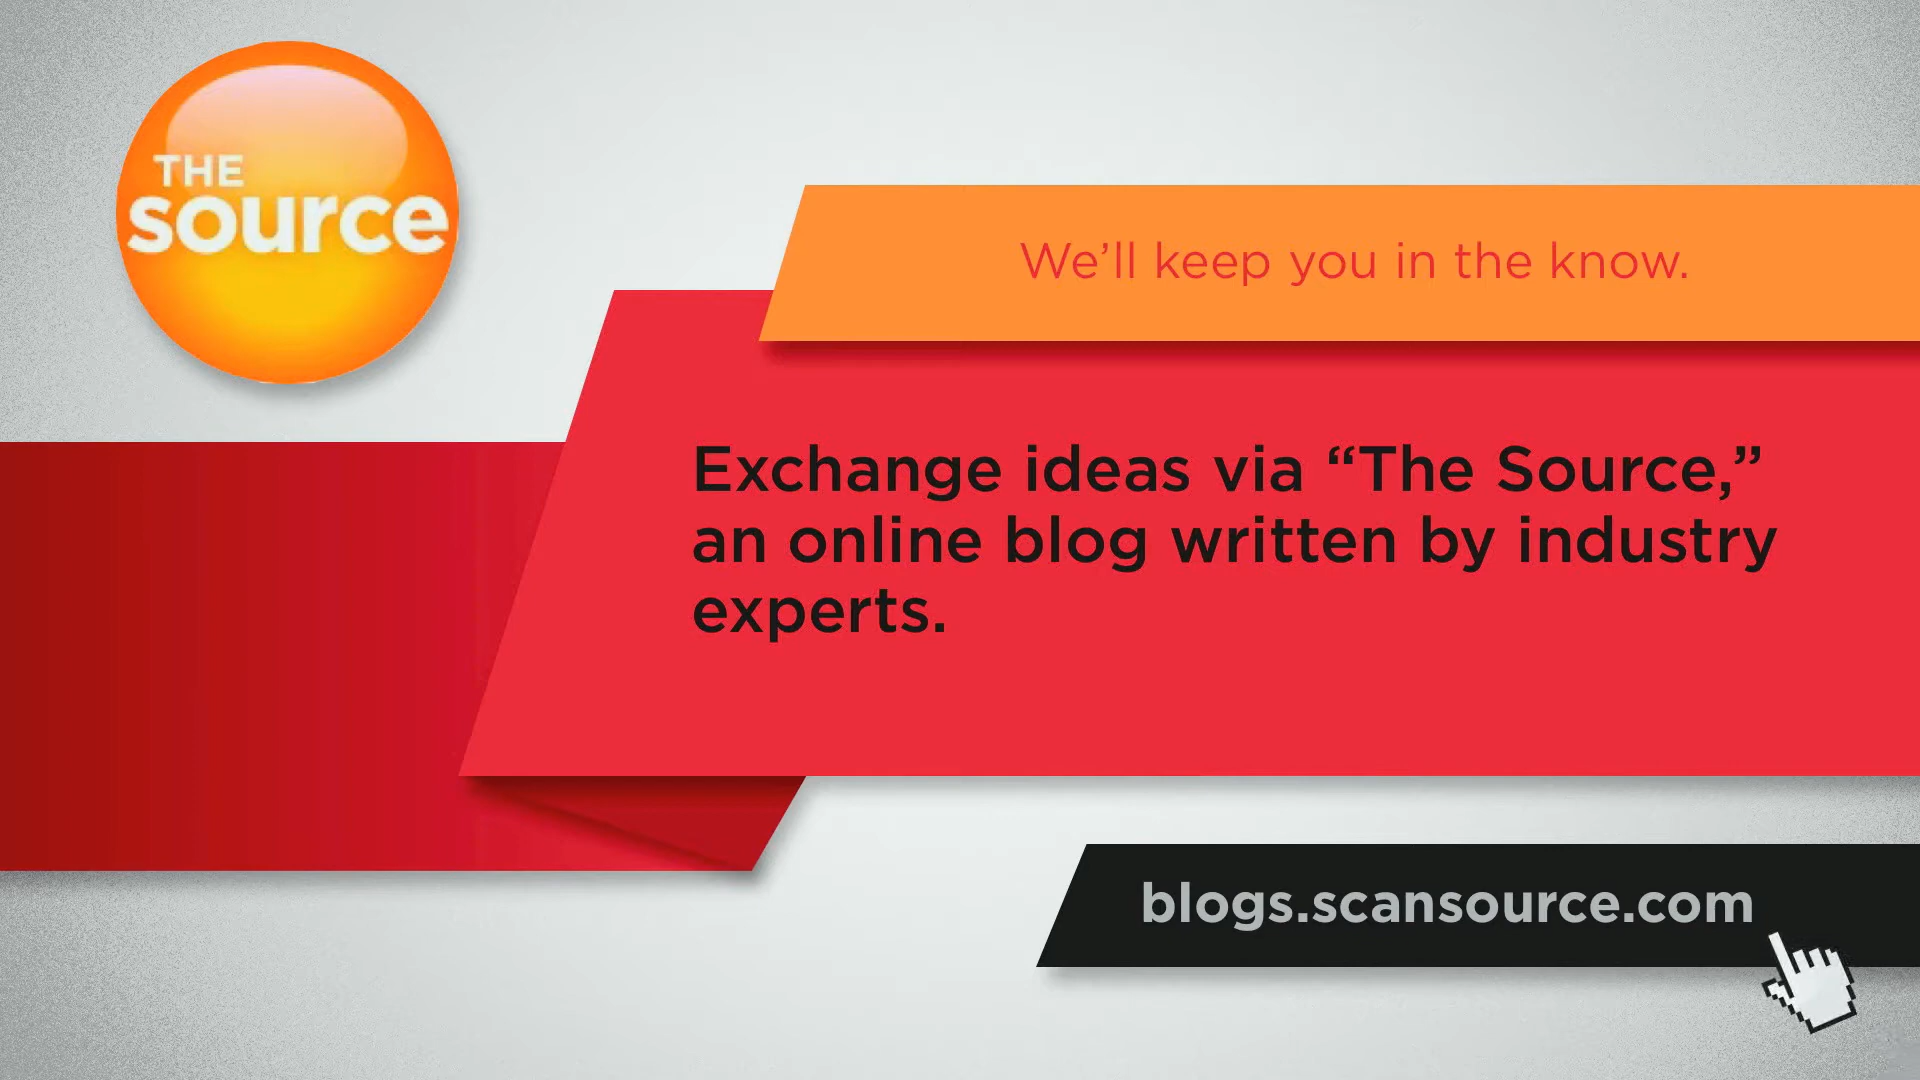 THE
source
We’ll keep you in the know.
Exchange ideas via “The Source,”
an online blog written by industry
experts.
blogs.scansource.com